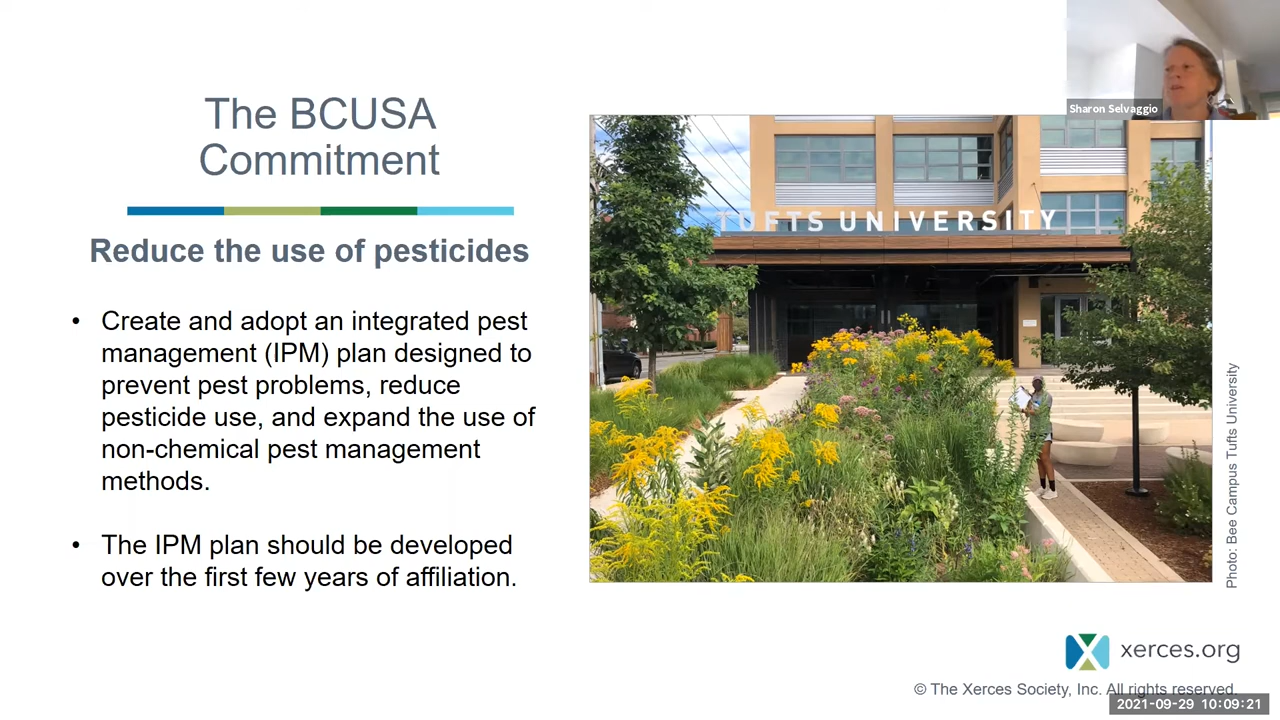 Sharon Selvaggio
The BCUSA
Commitment
Reduce the use of pesticides
• Create and adopt an integrated pest
management (IPM) plan designed to
prevent pest problems, reduce
pesticide use, and expand the use of
non-chemical pest management
methods.
• The IPM plan should be developed
over the first few years of affiliation.
TUFTS UNIVERSITY
Photo: Bee Campus Tufts University
xerces.org
© The Xerces Society, Inc. All rights reserved.
2021-09-29 10:09:21